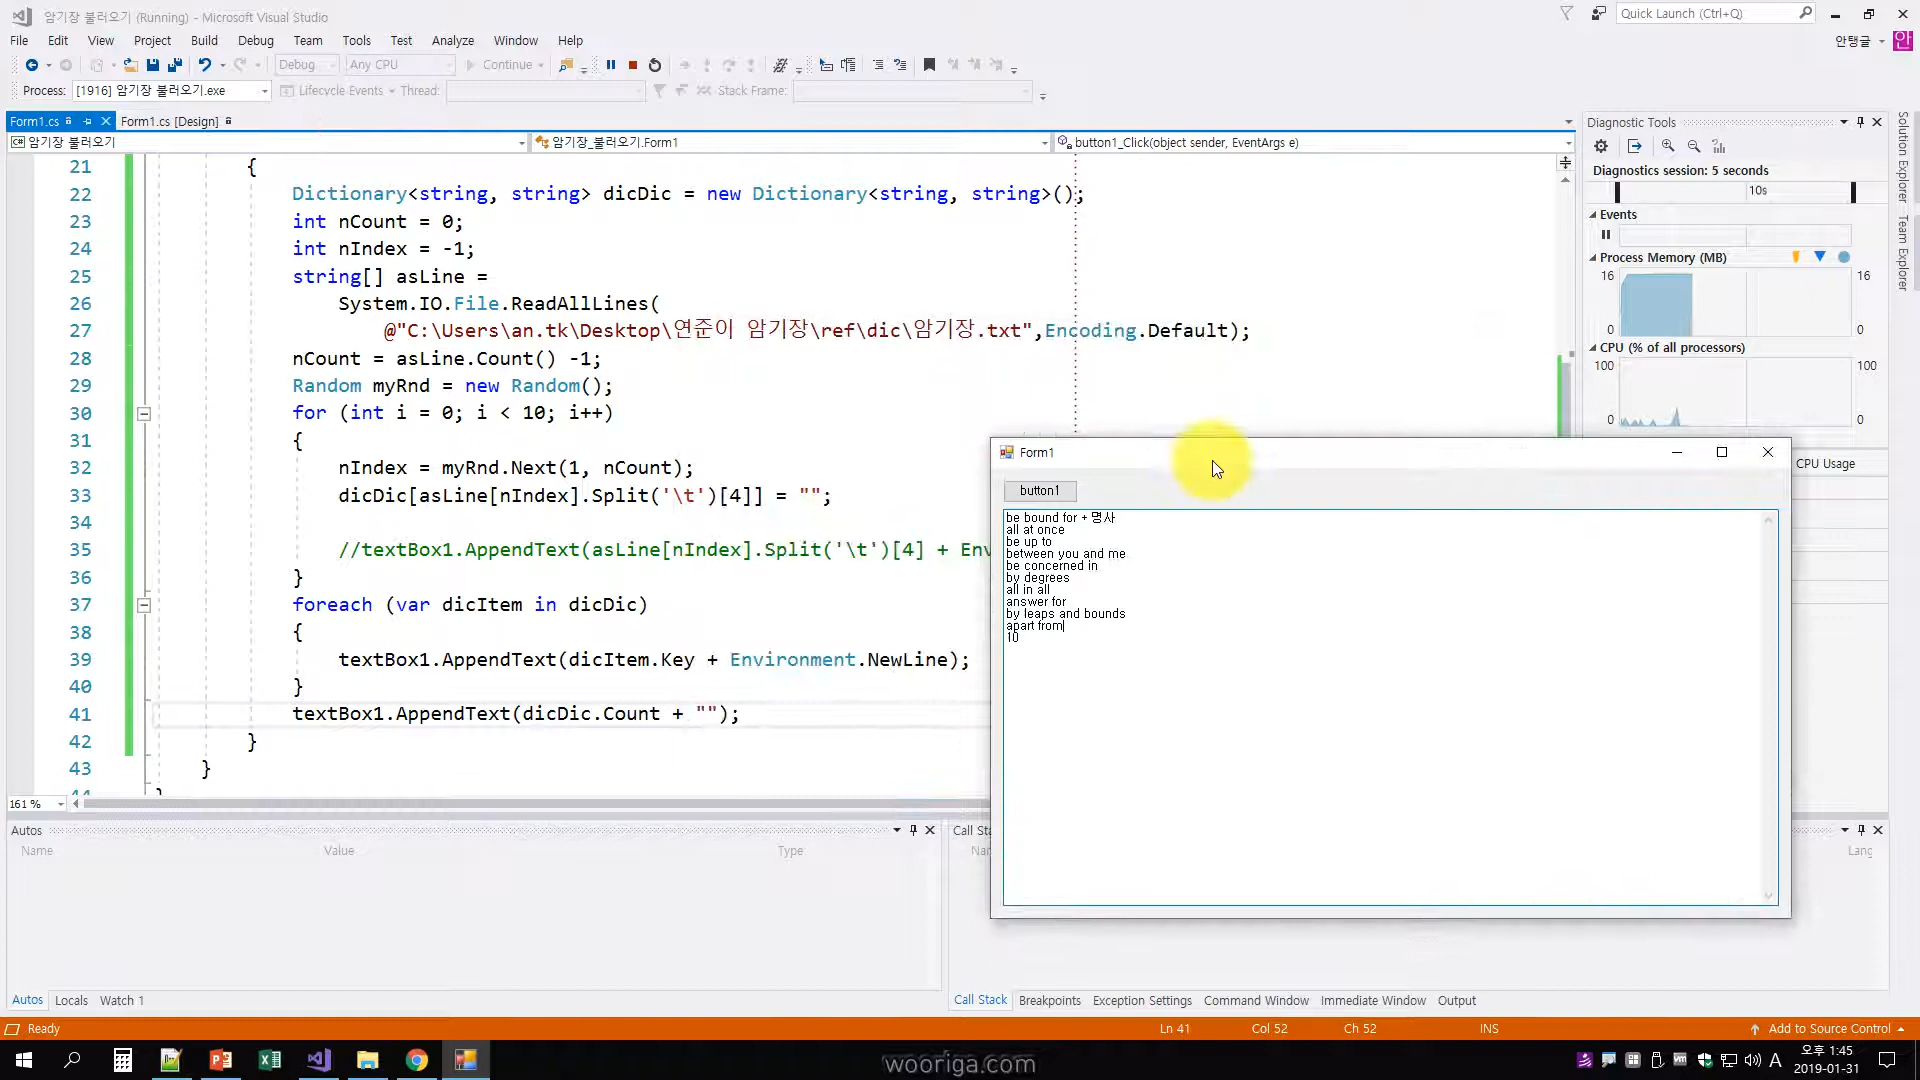 암기장 불러오기 (Running) - Microsoft Visual Studio
Quick Launch (Ctrl+Q)
File Edit View Project Build Debug Team Tools Test Analyze Window Help
안탱글 안
Debug Any CPU Continue
Process: [1916] 암기장 불러오기.exe Lifecycle Events Thread: Stack Frame:
Form1.cs Form1.cs [Design]
C# 암기장 불러오기 암기장_불러오기.Form1 button1_Click(object sender, EventArgs e)
21 {
22 Dictionary<string, string> dicDic = new Dictionary<string, string>();
23 int nCount = 0;
24 int nIndex = -1;
25 string[] asLine =
26 System.IO.File.ReadAllLines(
27 @"C:\Users\an.tk\Desktop\연준이 암기장\ref\dic\암기장.txt",Encoding.Default);
28 nCount = asLine.Count() -1;
29 Random myRnd = new Random();
30 for (int i = 0; i < 10; i++)
31 {
32 nIndex = myRnd.Next(1, nCount);
33 dicDic[asLine[nIndex].Split('\t')[4]] = "";
34
35 //textBox1.AppendText(asLine[nIndex].Split('\t')[4] + En
36 }
37 foreach (var dicItem in dicDic)
38 {
39 textBox1.AppendText(dicItem.Key + Environment.NewLine);
40 }
41 textBox1.AppendText(dicDic.Count + "");
42 }
43 }
44 }
161 %
Form1
button1
be bound for + 명사
all at once
be up to
between you and me
be concerned in
by degrees
all in all
answer for
by leaps and bounds
apart from
10
Diagnostic Tools
Diagnostics session: 5 seconds
10s
Events
Process Memory (MB)
16 16
0 0
CPU (% of all processors)
100 100
0 0
CPU Usage
Solution Explorer
Team Explorer
Autos
Name Value Type
Call Sta
Nan Lang
Autos Locals Watch 1
Call Stack Breakpoints Exception Settings Command Window Immediate Window Output
Ready Ln 41 Col 52 Ch 52 INS Add to Source Control
wooriga.com
A 오후 1:45
2019-01-31